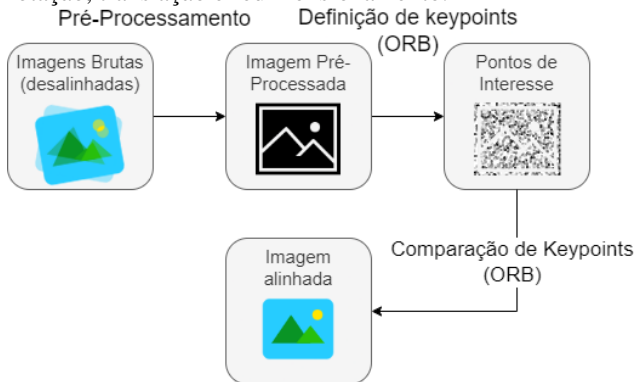 Pré-Processamento
Definição de keypoints
(ORB)
Imagens Brutas
(desalinhadas)
Imagem Pré-
Processada
Pontos de
Interesse
Comparação de Keypoints
(ORB)
Imagem
alinhada